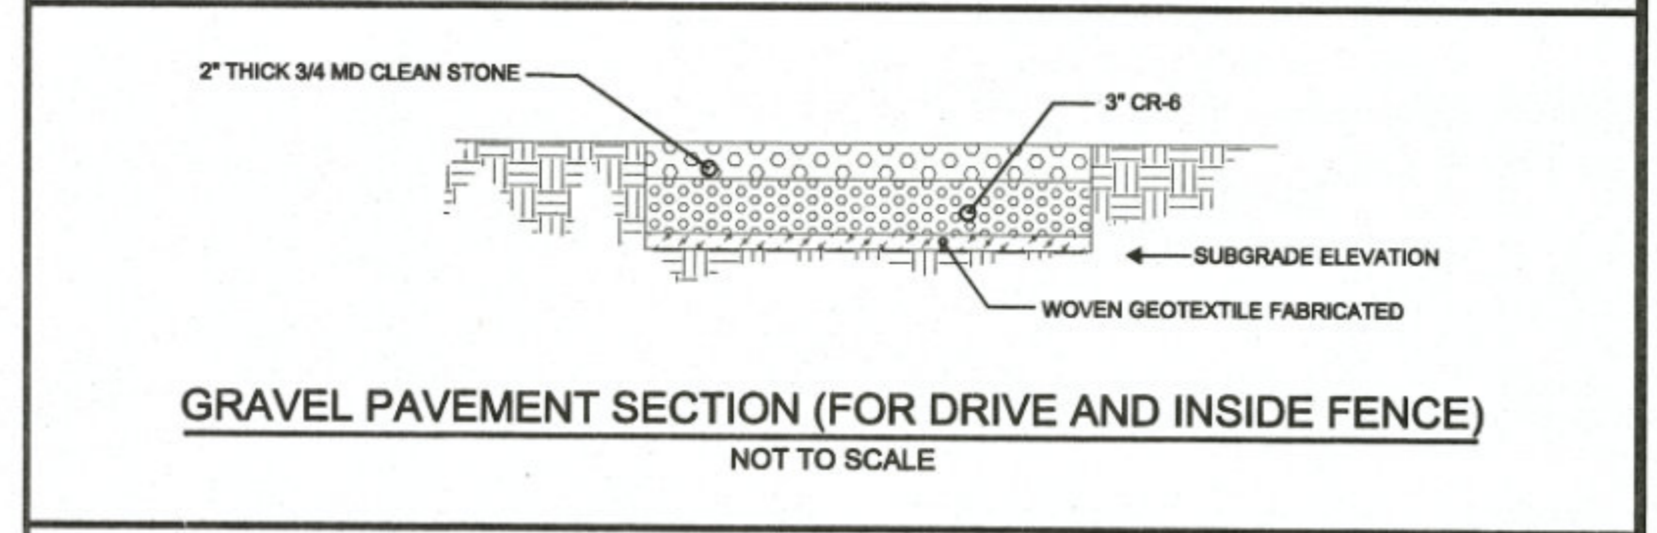 2" THICK 3/4 MD CLEAN STONE
3" CR-6
SUBGRADE ELEVATION
WOVEN GEOTEXTILE FABRICATED
GRAVEL PAVEMENT SECTION (FOR DRIVE AND INSIDE FENCE)
NOT TO SCALE